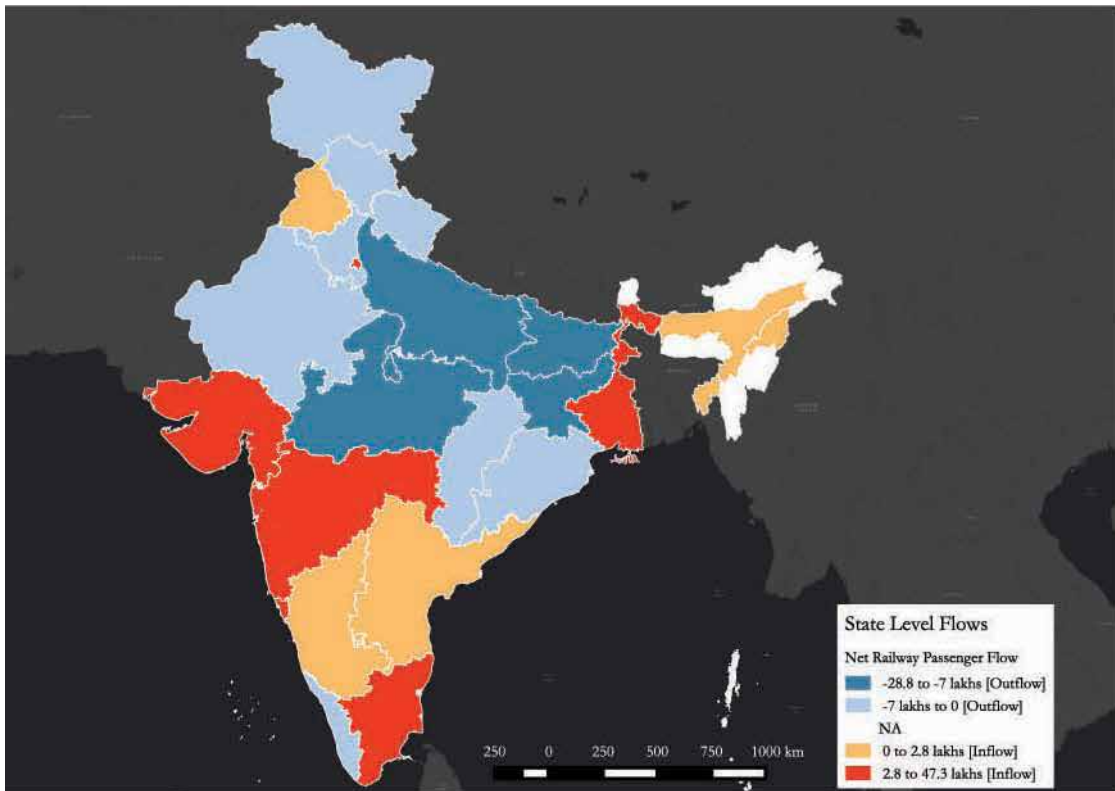 State Level Flows
Net Railway Passenger Flow
-28.8 to -7 lakhs [Outflow]
-7 lakhs to 0 [Outflow]
NA
0 to 2.8 lakhs [Inflow]
2.8 to 47.3 lakhs [Inflow]
250 0 250 500 750 1000 km